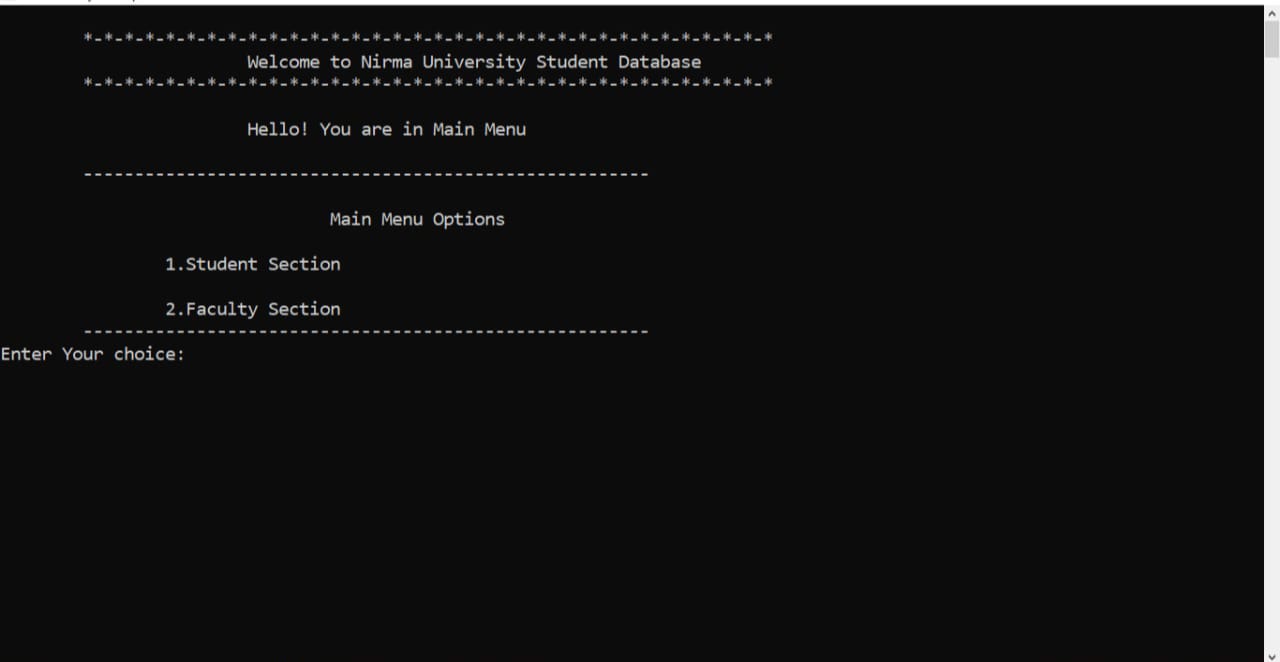 *-*-*-*-*-*-*-*-*-*-*-*-*-*-*-*-*-*-*-*-*-*-*-*-*-*-*-*-*-*-*-*-*-*
Welcome to Nirma University Student Database
*-*-*-*-*-*-*-*-*-*-*-*-*-*-*-*-*-*-*-*-*-*-*-*-*-*-*-*-*-*-*-*-*-*
Hello! You are in Main Menu
-------------------------------------------------------
Main Menu Options
1.Student Section
2.Faculty Section
-------------------------------------------------------
Enter Your choice: